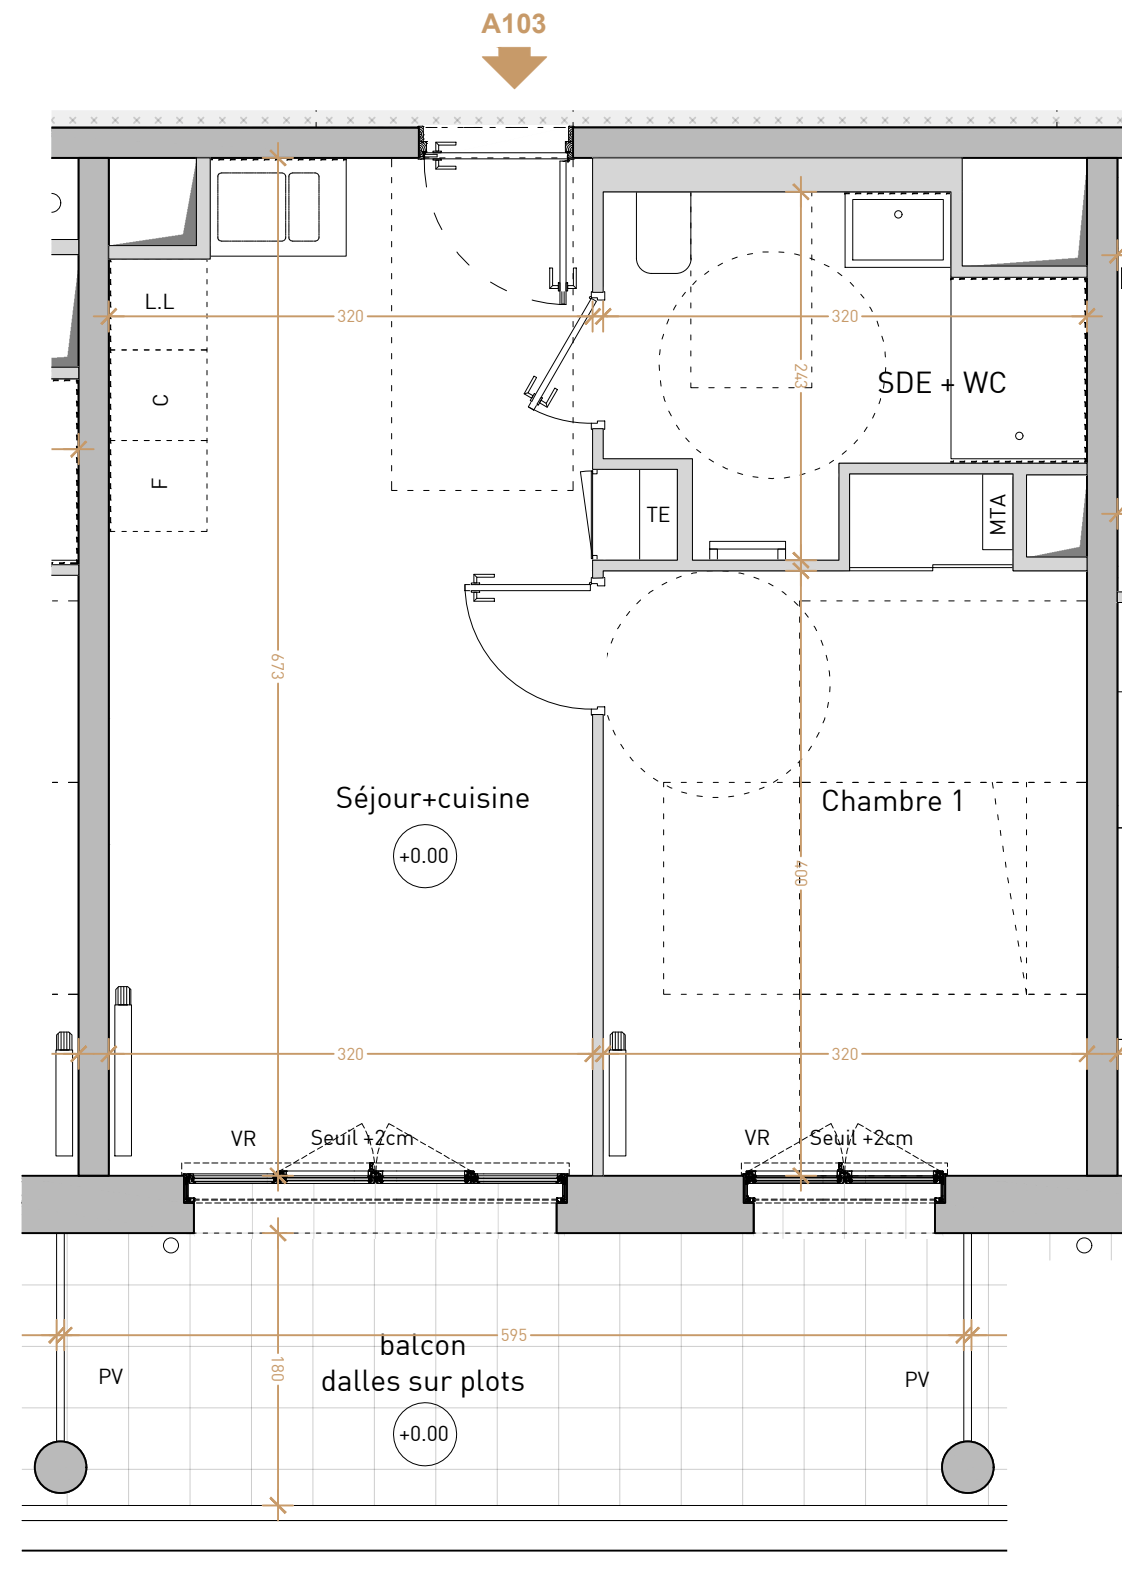 A103
L.L
320
320
C
243
SDE + WC
F
TE
MTA
673
Séjour+cuisine
+0.00
Chambre 1
400
320
320
VR
Seuil +2cm
VR
Seuil +2cm
595
balcon
180
dalles sur plots
PV
PV
+0.00